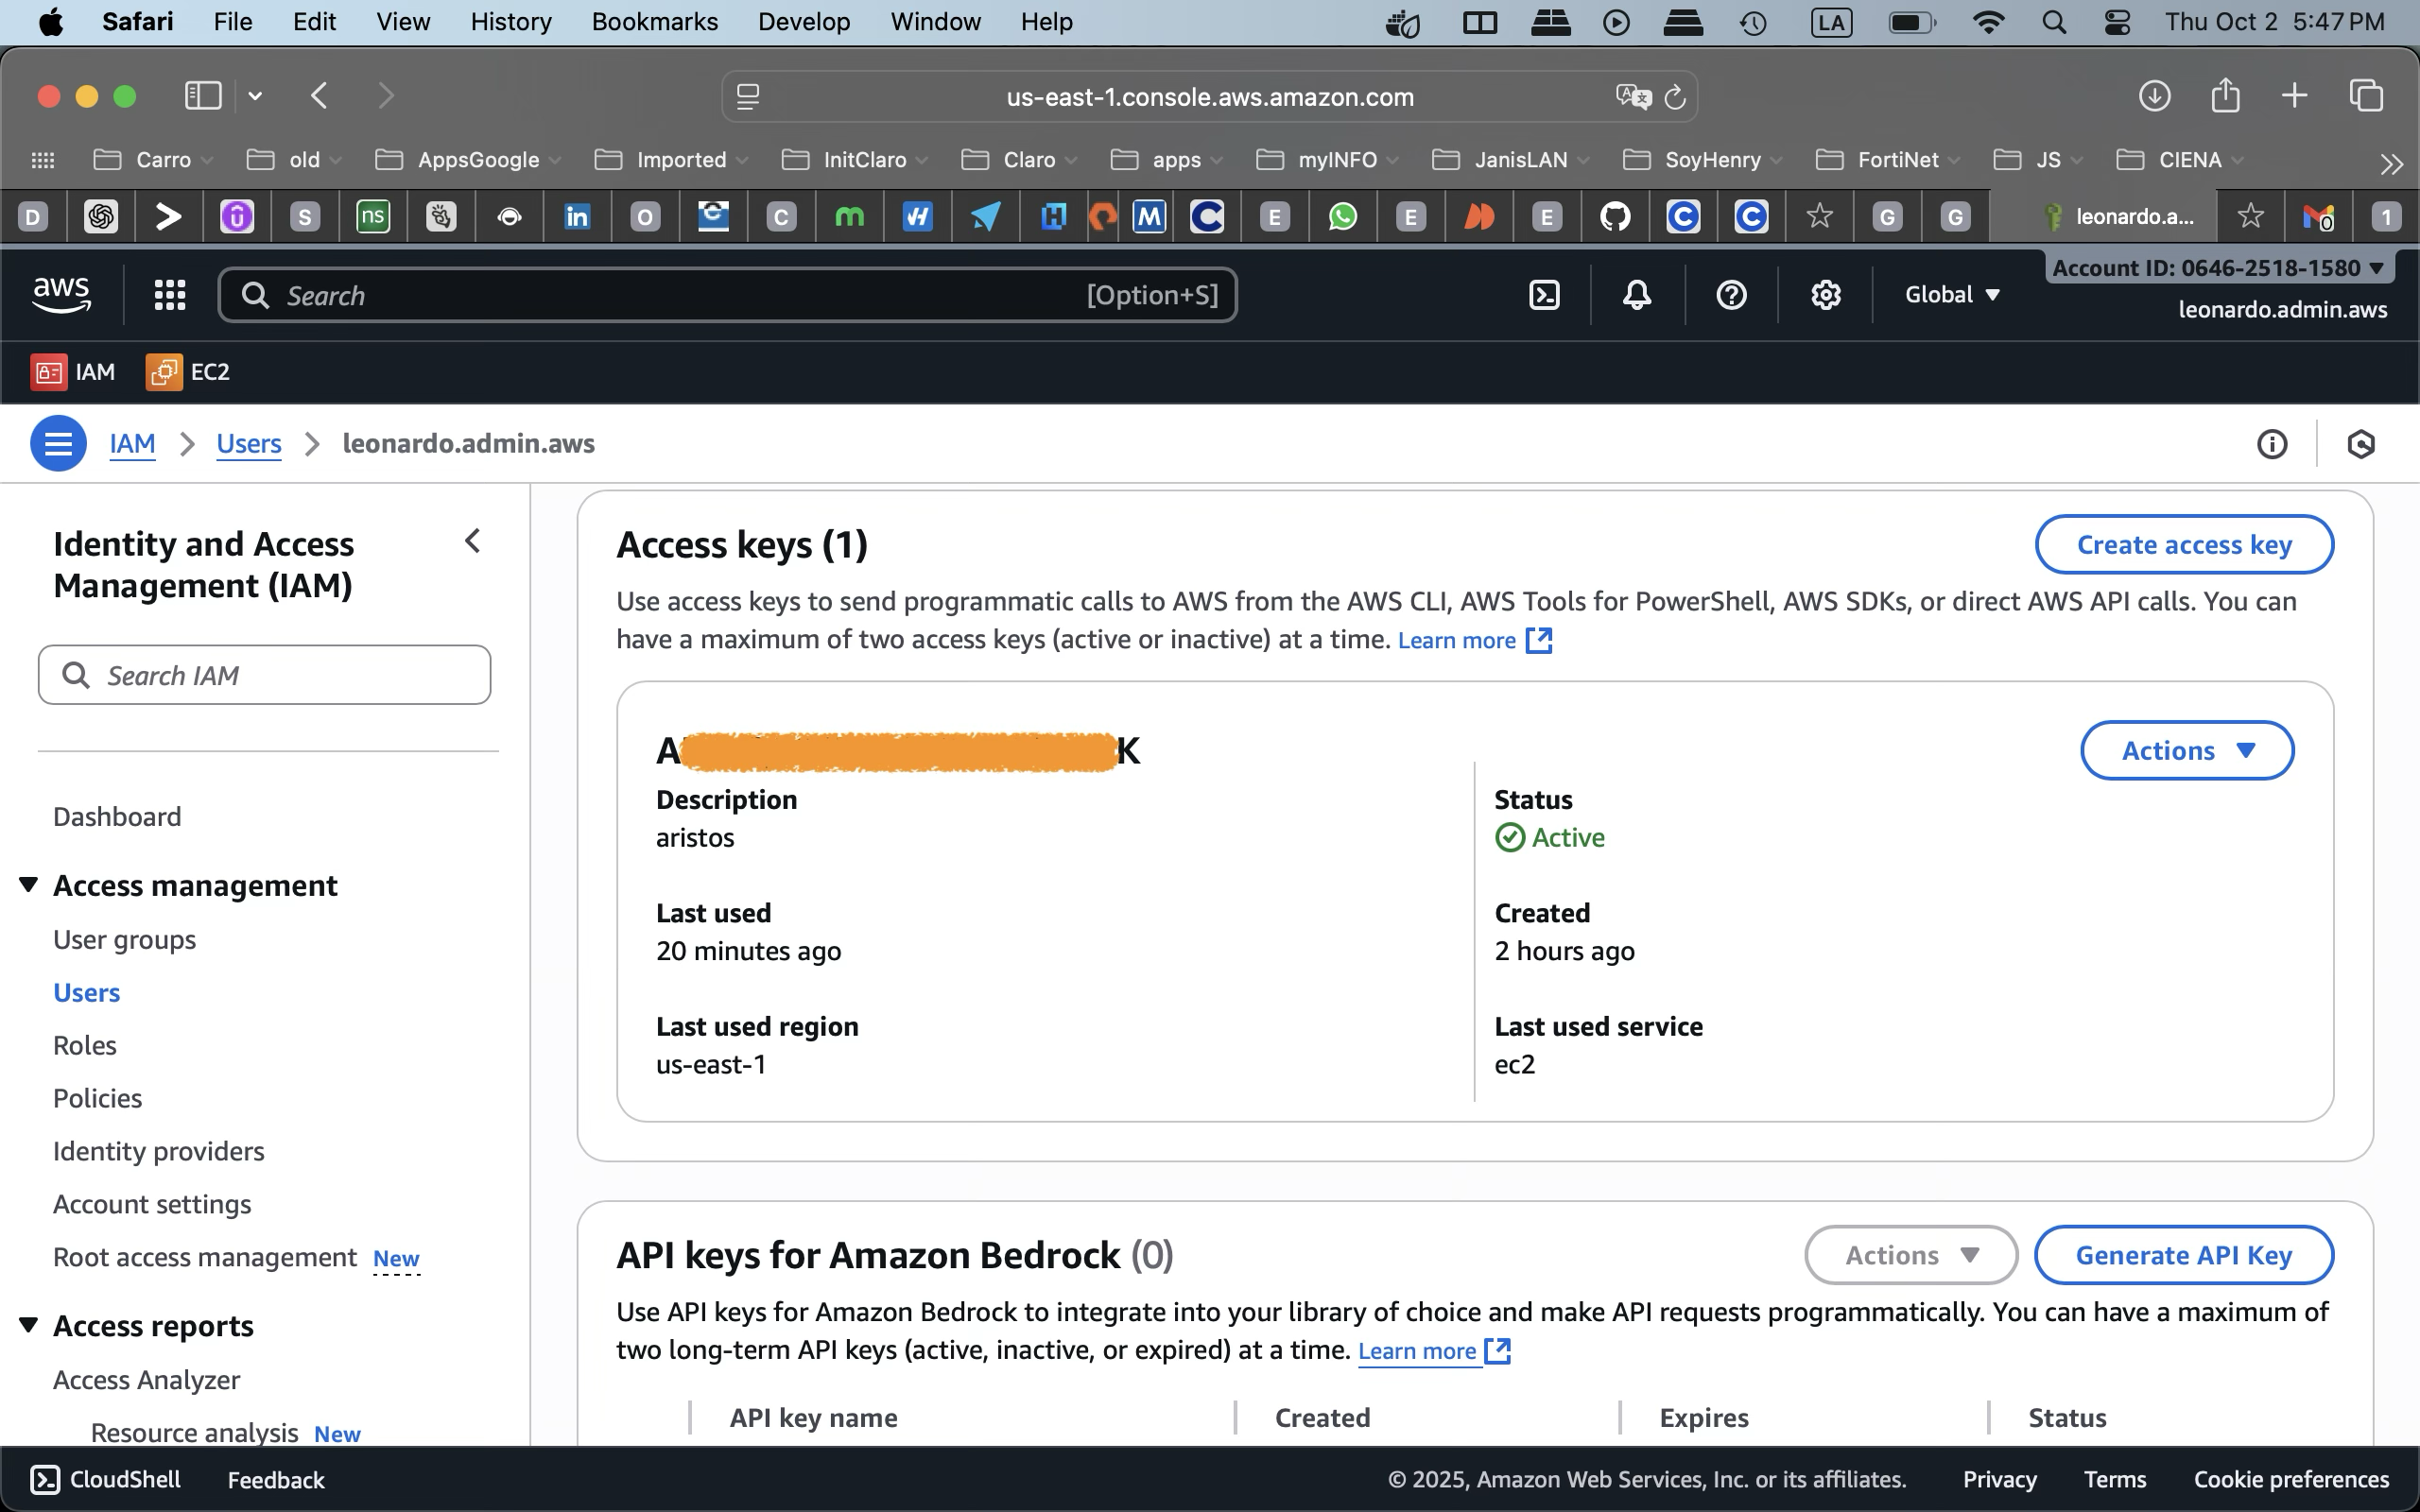 Safari File Edit View History Bookmarks Develop Window Help LA Thu Oct 2 5:47 PM
us-east-1.console.aws.amazon.com
Carro old AppsGoogle Imported InitClaro Claro apps myINFO JanisLAN SoyHenry FortiNet JS CIENA
D S ns in O C m H M C E E E C C G G leonardo.a... 0 1
aws Search [Option+S] Global Account ID: 0646-2518-1580
leonardo.admin.aws
IAM EC2
IAM Users leonardo.admin.aws
Identity and Access
Management (IAM)
Search IAM
Dashboard
Access management
User groups
Users
Roles
Policies
Identity providers
Account settings
Root access management New
Access reports
Access Analyzer
Resource analysis New
Access keys (1) Create access key
Use access keys to send programmatic calls to AWS from the AWS CLI, AWS Tools for PowerShell, AWS SDKs, or direct AWS API calls. You can
have a maximum of two access keys (active or inactive) at a time. Learn more
A K Actions
Description
aristos
Status
Active
Last used
20 minutes ago
Created
2 hours ago
Last used region
us-east-1
Last used service
ec2
API keys for Amazon Bedrock (0) Actions Generate API Key
Use API keys for Amazon Bedrock to integrate into your library of choice and make API requests programmatically. You can have a maximum of
two long-term API keys (active, inactive, or expired) at a time. Learn more
API key name Created Expires Status
CloudShell Feedback © 2025, Amazon Web Services, Inc. or its affiliates. Privacy Terms Cookie preferences